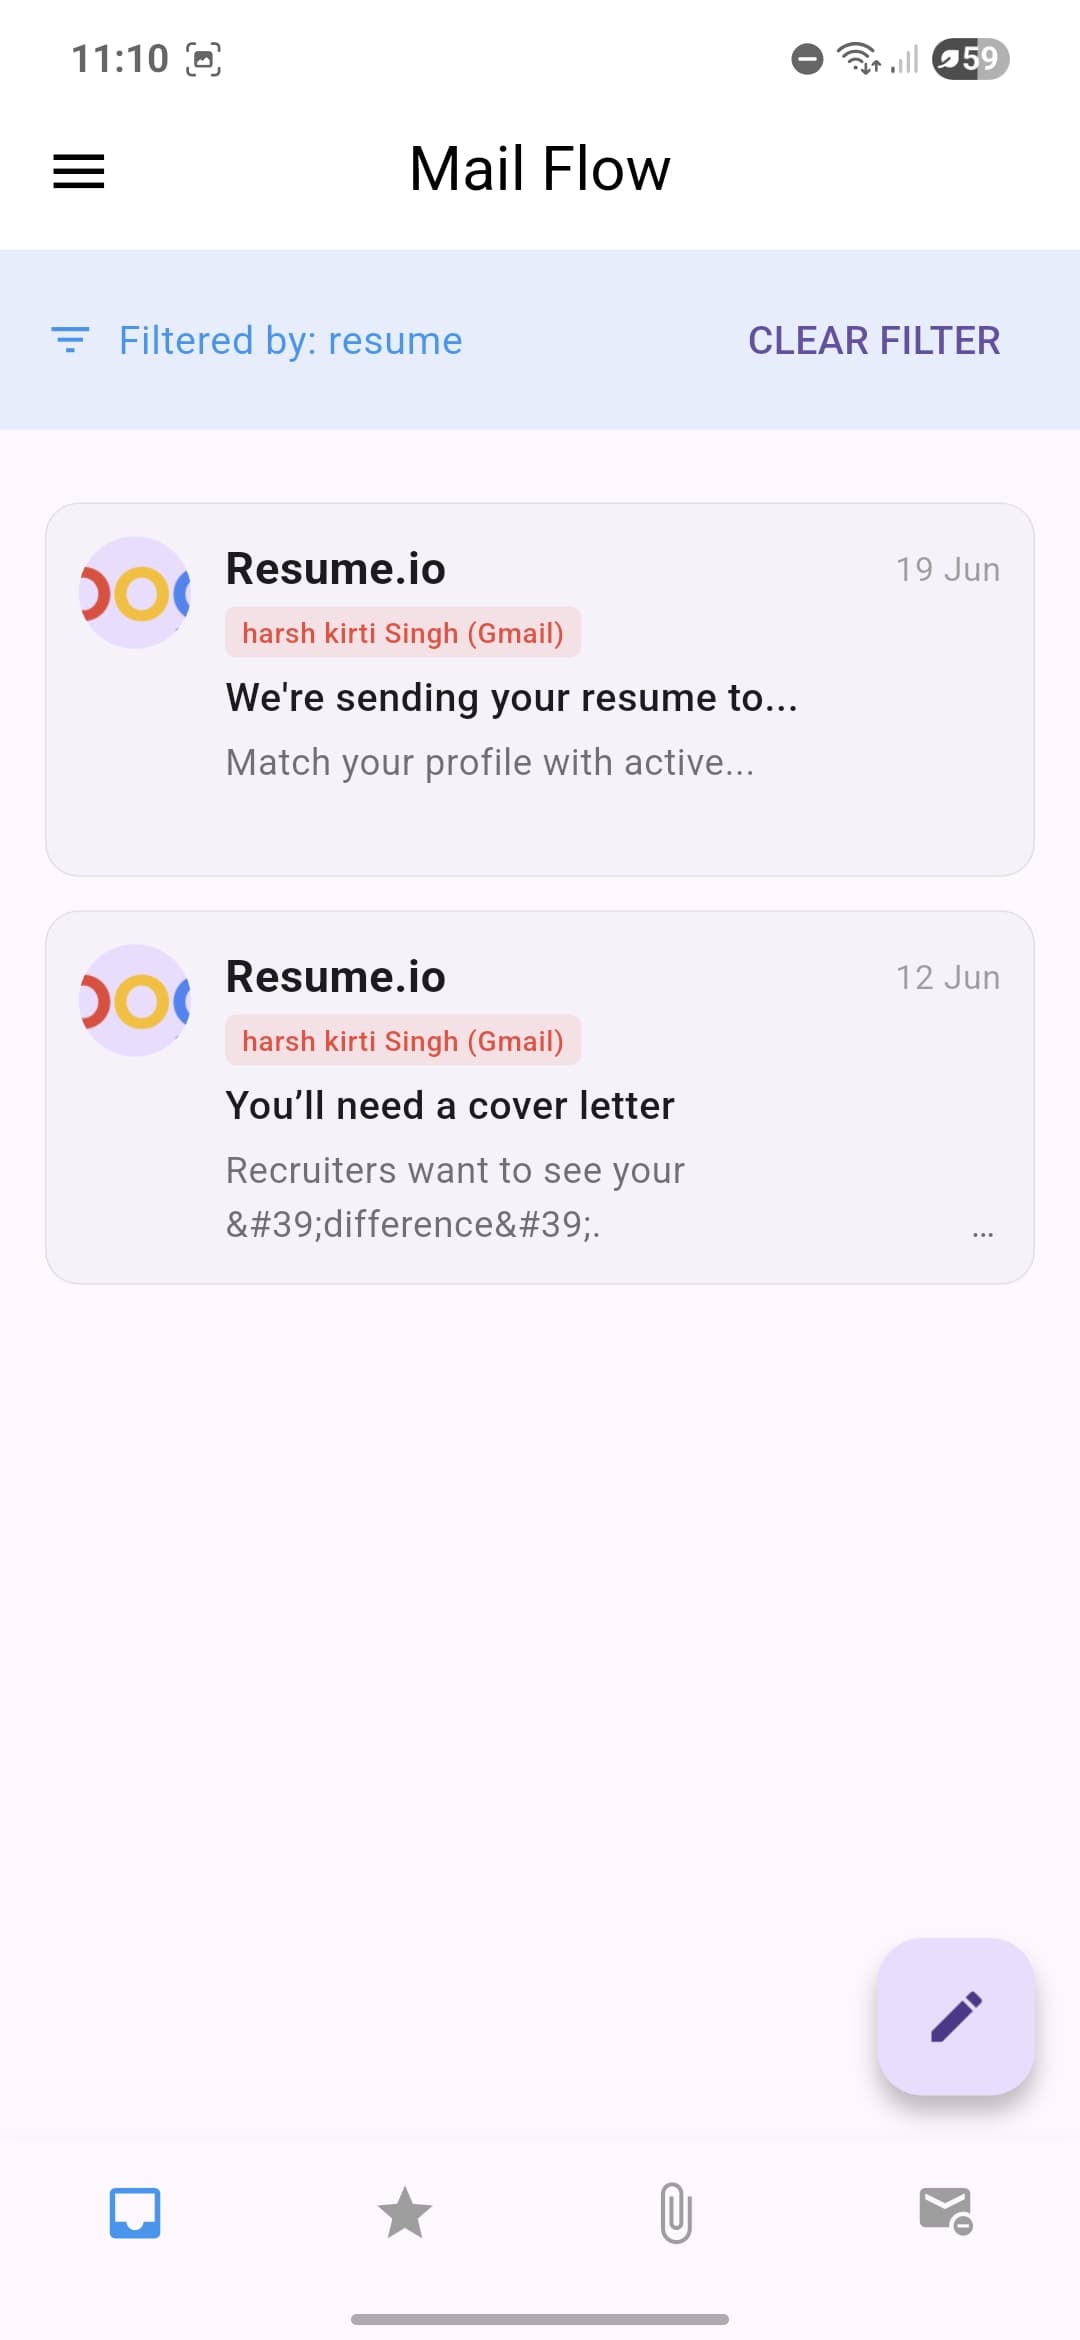 11:10
59
Mail Flow
Filtered by: resume
CLEAR FILTER
Resume.io
19 Jun
harsh kirti Singh (Gmail)
We're sending your resume to...
Match your profile with active...
Resume.io
12 Jun
harsh kirti Singh (Gmail)
You’ll need a cover letter
Recruiters want to see your
&#39;difference&#39;. ...